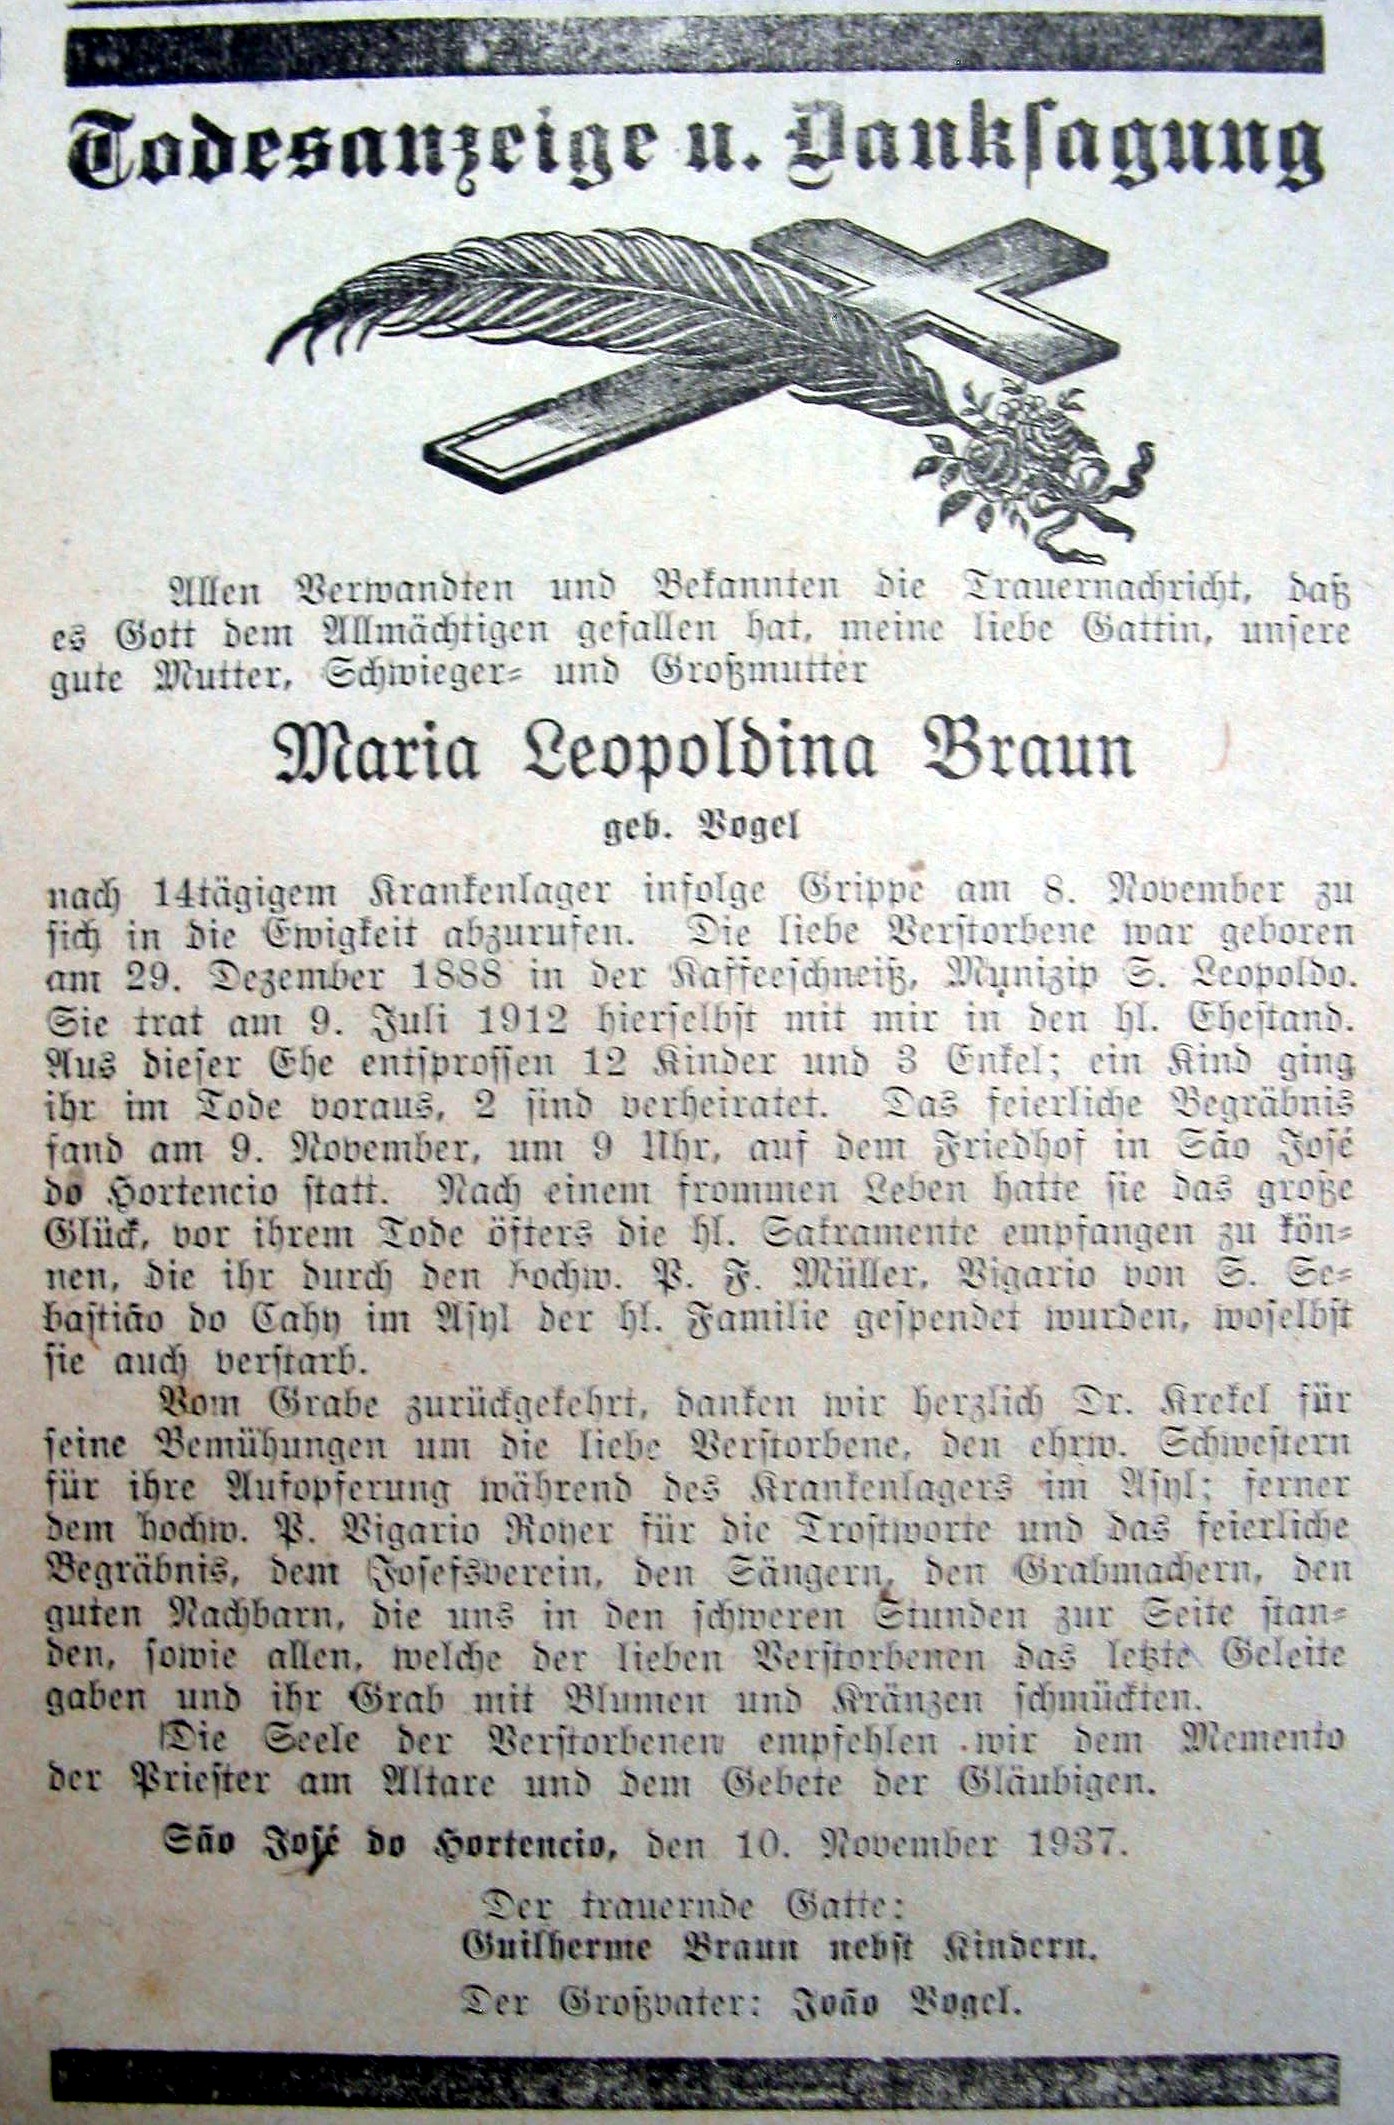 Todesanzeige u. Danksagung
Allen Verwandten und Bekannten die Trauernachricht, daß
es Gott dem Allmächtigen gefallen hat, meine liebe Gattin, unsere
gute Mutter, Schwieger- und Großmutter
Maria Leopoldina Braun
geb. Vogel
nach 14tägigem Krankenlager infolge Grippe am 8. November zu
sich in die Ewigkeit abzurufen. Die liebe Verstorbene war geboren
am 29. Dezember 1888 in der Kaffeeschneiß, Munizip S. Leopoldo.
Sie trat am 9. Juli 1912 hierselbst mit mir in den hl. Ehestand.
Aus dieser Ehe entsprossen 12 Kinder und 3 Enkel; ein Kind ging
ihr im Tode voraus, 2 sind verheiratet. Das feierliche Begräbnis
fand am 9. November, um 9 Uhr, auf dem Friedhof in São José
do Hortencio statt. Nach einem frommen Leben hatte sie das große
Glück, vor ihrem Tode öfters die hl. Sakramente empfangen zu kön-
nen, die ihr durch den hochw. P. F. Müller, Vigario von S. Se-
bastião do Cahy im Asyl der hl. Familie gespendet wurden, woselbst
sie auch verstarb.
Vom Grabe zurückgekehrt, danken wir herzlich Dr. Krekel für
seine Bemühungen um die liebe Verstorbene, den ehrw. Schwestern
für ihre Aufopferung während des Krankenlagers im Asyl; ferner
dem hochw. P. Vigario Royer für die Trostworte und das feierliche
Begräbnis, dem Josefsverein, den Sängern, den Grabmachern, den
guten Nachbarn, die uns in den schweren Stunden zur Seite stan-
den, sowie allen, welche der lieben Verstorbenen das letzte Geleite
gaben und ihr Grab mit Blumen und Kränzen schmückten.
Die Seele der Verstorbenen empfehlen wir dem Memento
der Priester am Altare und dem Gebete der Gläubigen.
São José do Hortencio, den 10. November 1937.
Der trauernde Gatte:
Guilherme Braun nebst Kindern.
Der Großvater: João Vogel.